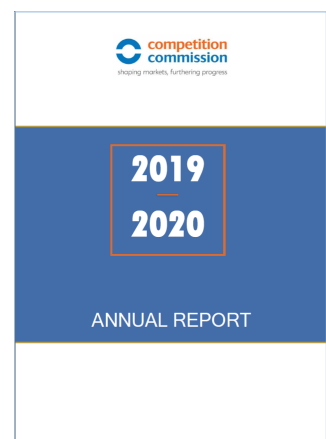 competition
commission
shaping markets, furthering progress
2019
2020
ANNUAL REPORT